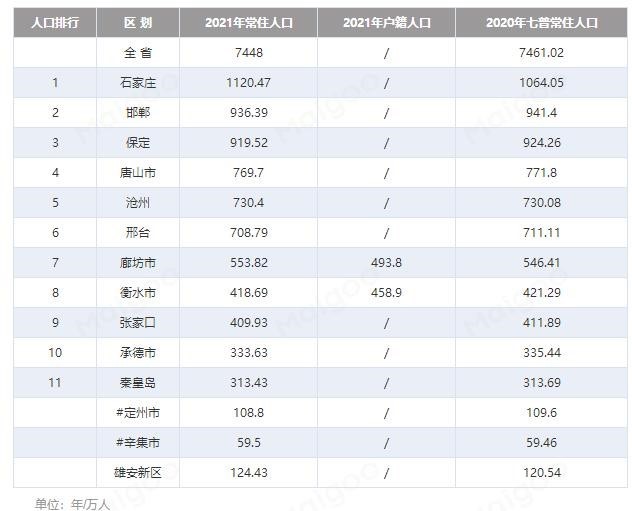 人口排行 区 划 2021年常住人口 2021年户籍人口 2020年七普常住人口
全 省 7448 / 7461.02
1 石家庄 1120.47 / 1064.05
2 邯郸 936.39 / 941.4
3 保定 919.52 / 924.26
4 唐山市 769.7 / 771.8
5 沧州 730.4 / 730.08
6 邢台 708.79 / 711.11
7 廊坊市 553.82 493.8 546.41
8 衡水市 418.69 458.9 421.29
9 张家口 409.93 / 411.89
10 承德市 333.63 / 335.44
11 秦皇岛 313.43 / 313.69
#定州市 108.8 / 109.6
#辛集市 59.5 / 59.46
雄安新区 124.43 / 120.54
单位：年/万人
Maigoo
Maigoo
Maigoo
Maigoo
Maigoo
Maigoo
Maigoo
Maigoo